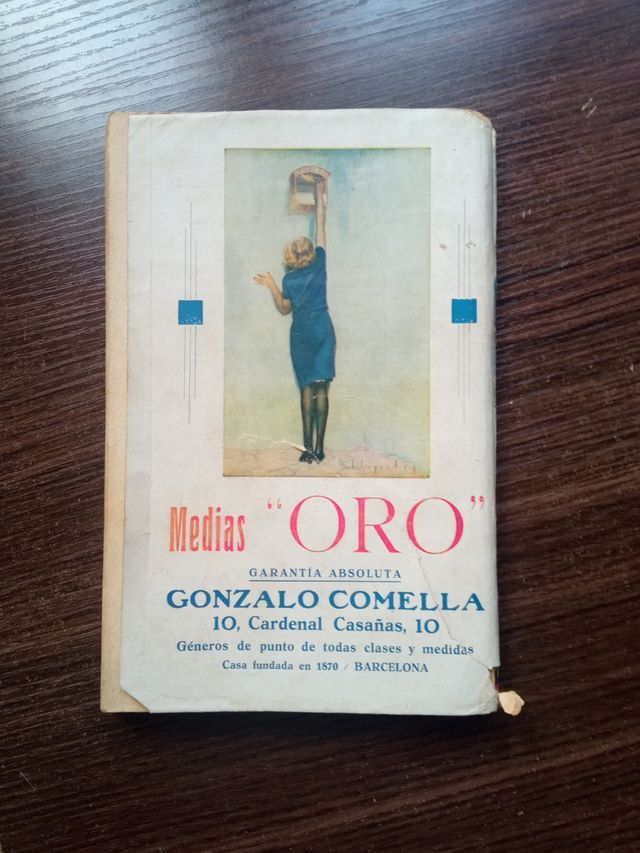 Medias "ORO"
GARANTÍA ABSOLUTA
GONZALO COMELLA
10, Cardenal Casañas, 10
Géneros de punto de todas clases y medidas
Casa fundada en 1870 / BARCELONA